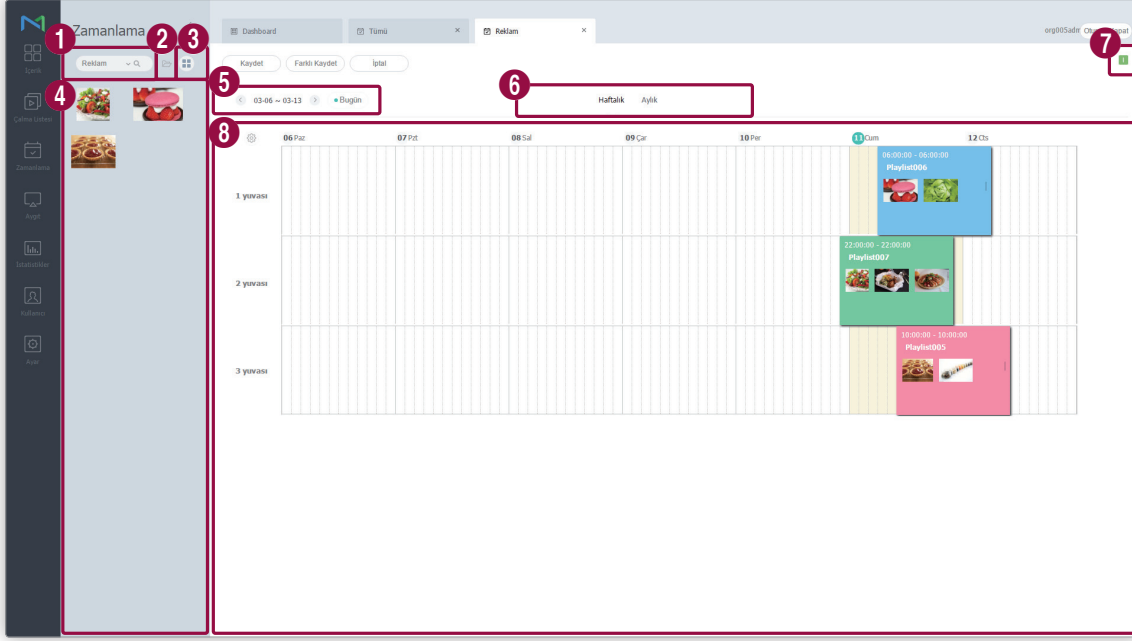 Zamanlama
1
2
3
4
5
6
7
8
Reklam
İçerik
Çalma Listesi
Zamanlama
Aygıt
İstatistikler
Kullanıcı
Ayar
Dashboard
Tümü ×
Reklam ×
org005adm
Kaydet
Farklı Kaydet
İptal
< 03-06 ~ 03-13 > • Bugün
Haftalık Aylık
06 Paz 07 Pzt 08 Sal 09 Çar 10 Per 11 Cum 12 Cts
1 yuvası
06:00:00 - 06:00:00
Playlist006
2 yuvası
22:00:00 - 22:00:00
Playlist007
3 yuvası
10:00:00 - 10:00:00
Playlist005